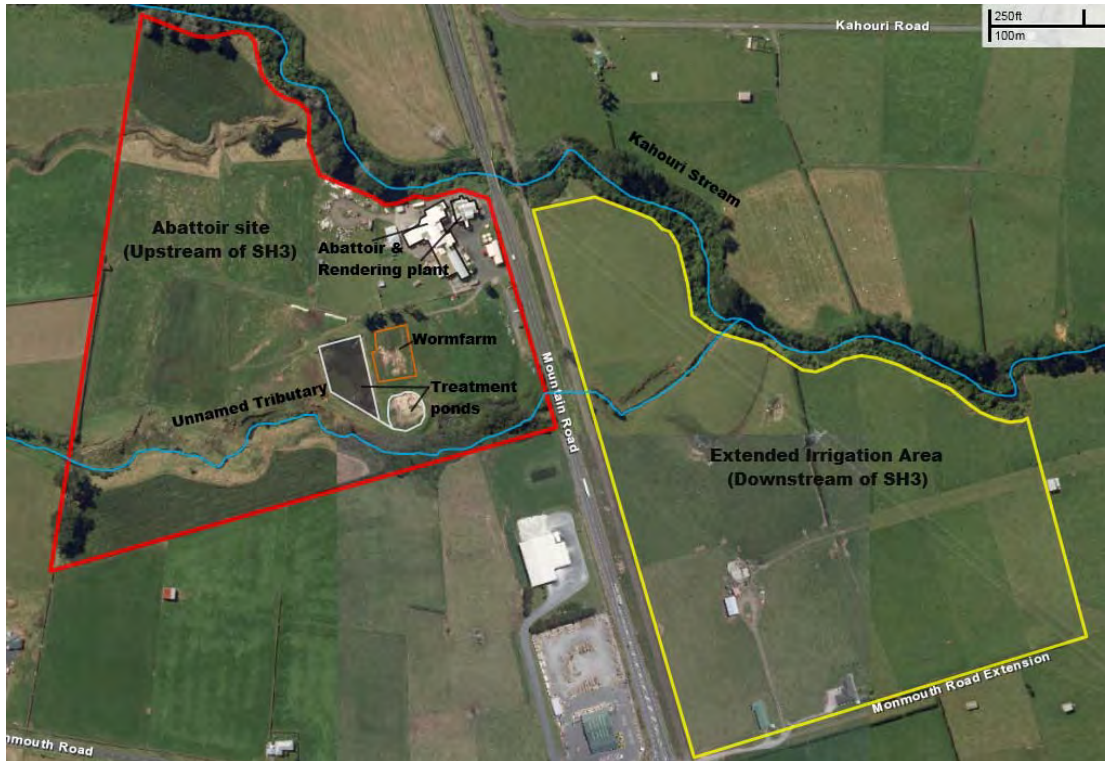 Kahouri Road
250ft
100m
Kahouri Stream
Abattoir site
(Upstream of SH3)
Abattoir &
Rendering plant
Wormfarm
Treatment
ponds
Unnamed Tributary
Mountain Road
Extended Irrigation Area
(Downstream of SH3)
Monmouth Road Extension
nmouth Road